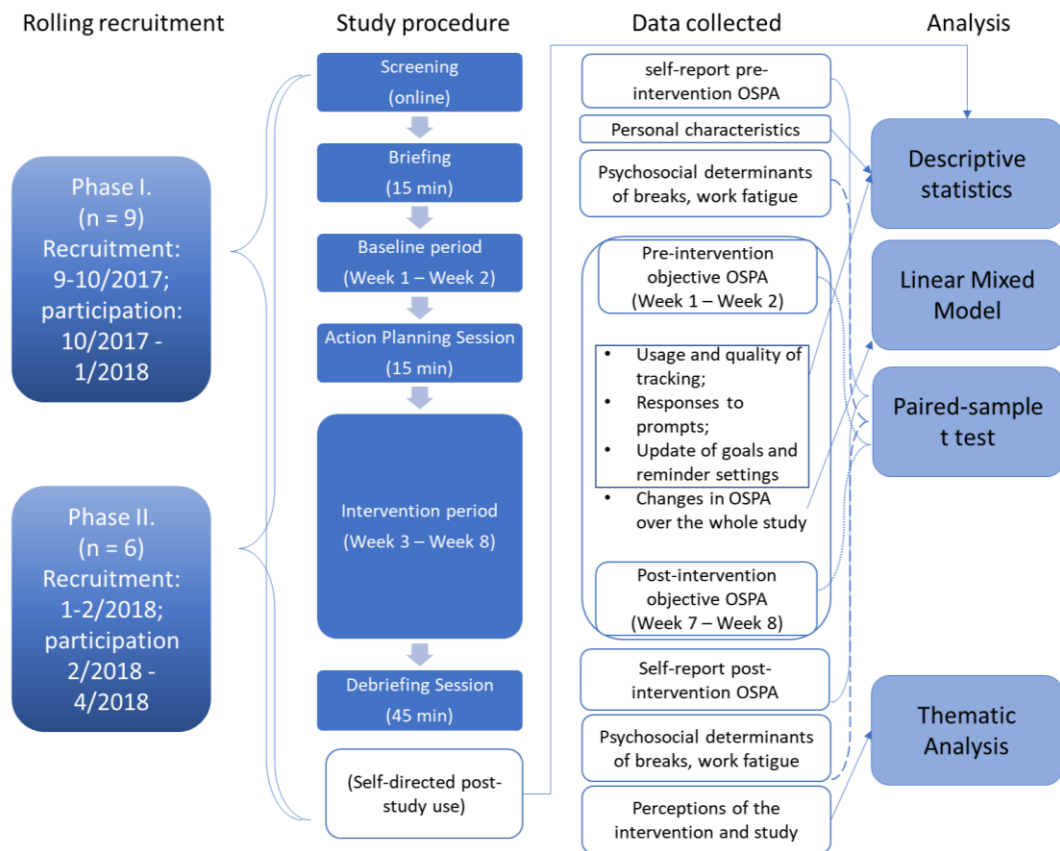 Rolling recruitment
Study procedure
Data collected
Analysis
Phase I.
(n = 9)
Recruitment:
9-10/2017;
participation:
10/2017 -
1/2018
Phase II.
(n = 6)
Recruitment:
1-2/2018;
participation
2/2018 -
4/2018
Screening
(online)
Briefing
(15 min)
Baseline period
(Week 1 – Week 2)
Action Planning Session
(15 min)
Intervention period
(Week 3 – Week 8)
Debriefing Session
(45 min)
(Self-directed post-
study use)
self-report pre-
intervention OSPA
Personal characteristics
Psychosocial determinants
of breaks, work fatigue
Pre-intervention
objective OSPA
(Week 1 – Week 2)
• Usage and quality of
tracking;
• Responses to
prompts;
• Update of goals and
reminder settings
• Changes in OSPA
over the whole study
Post-intervention
objective OSPA
(Week 7 – Week 8)
Self-report post-
intervention OSPA
Psychosocial determinants
of breaks, work fatigue
Perceptions of the
intervention and study
Descriptive
statistics
Linear Mixed
Model
Paired-sample
t test
Thematic
Analysis